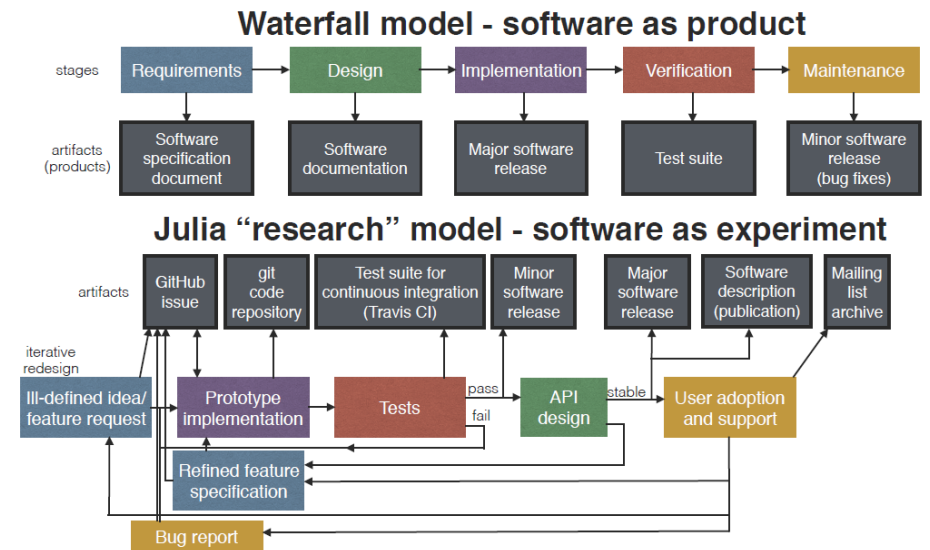 Waterfall model - software as product
stages
Requirements
Design
Implementation
Verification
Maintenance
artifacts
(products)
Software
specification
document
Software
documentation
Major software
release
Test suite
Minor software
release
(bug fixes)
Julia “research” model - software as experiment
artifacts
GitHub
issue
git
code
repository
Test suite for
continuous integration
(Travis CI)
Minor
software
release
Major
software
release
Software
description
(publication)
Mailing
list
archive
iterative
redesign
Ill-defined idea/
feature request
Prototype
implementation
Tests
pass
fail
API
design
stable
User adoption
and support
Refined feature
specification
Bug report